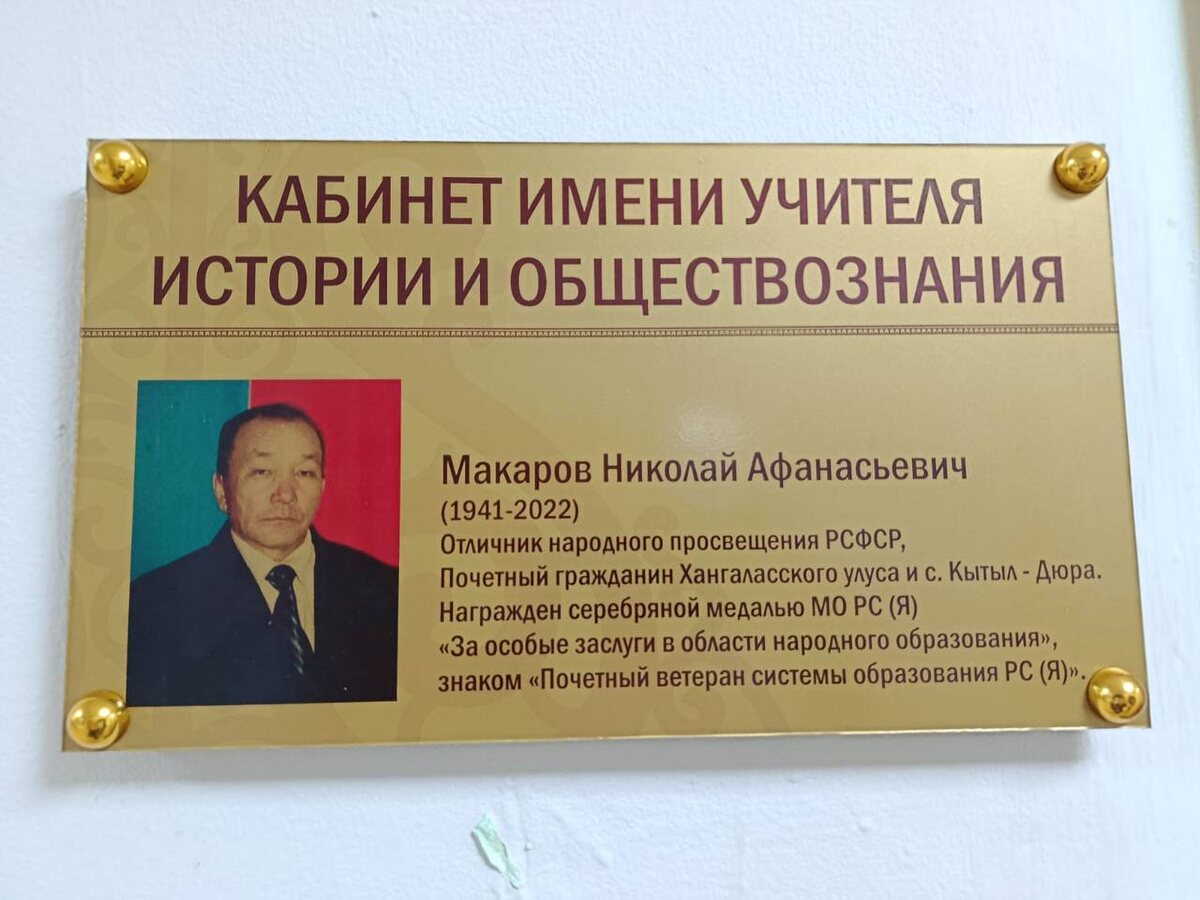 КАБИНЕТ ИМЕНИ УЧИТЕЛЯ
ИСТОРИИ И ОБЩЕСТВОЗНАНИЯ
Макаров Николай Афанасьевич
(1941-2022)
Отличник народного просвещения РСФСР,
Почетный гражданин Хангаласского улуса и с. Кытыл - Дюра.
Награжден серебряной медалью МО РС (Я)
«За особые заслуги в области народного образования»,
знаком «Почетный ветеран системы образования РС (Я)».